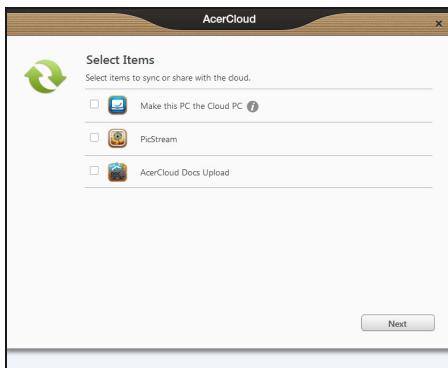 AcerCloud
Select Items
Select items to sync or share with the cloud.
Make this PC the Cloud PC
PicStream
AcerCloud Docs Upload
Next